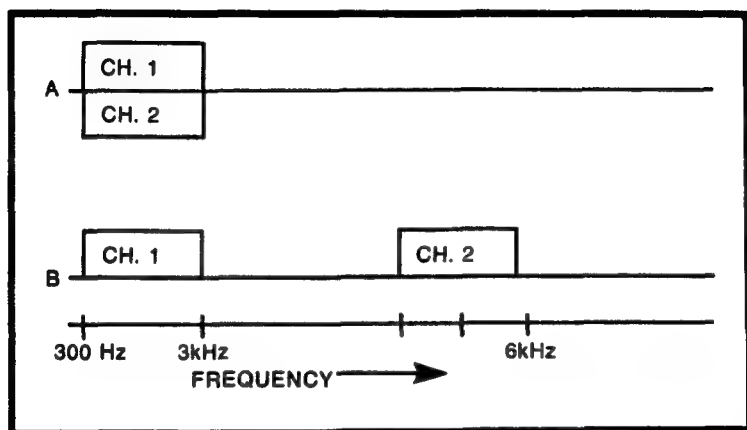 CH. 1
A
CH. 2
CH. 1
CH. 2
B
300 Hz 3kHz 6kHz
FREQUENCY